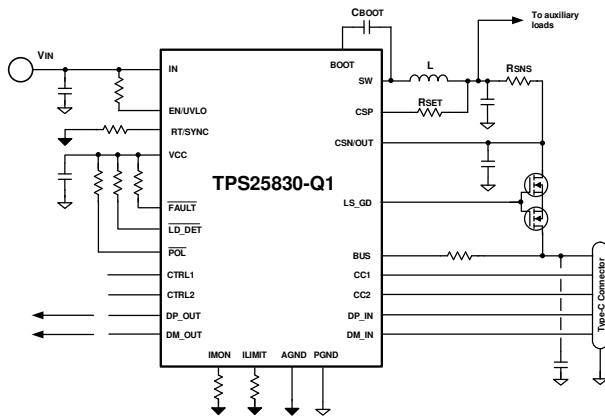 CBOOT
To auxiliary
loads
VIN
IN
BOOT
SW
L
RSNS
EN/UVLO
CSP
RSET
RT/SYNC
CSN/OUT
VCC
TPS25830-Q1
FAULT
LS_GD
LD_DET
POL
BUS
CTRL1
CC1
CTRL2
CC2
DP_OUT
DP_IN
DM_OUT
DM_IN
Type-C Connector
IMON
ILIMIT
AGND
PGND